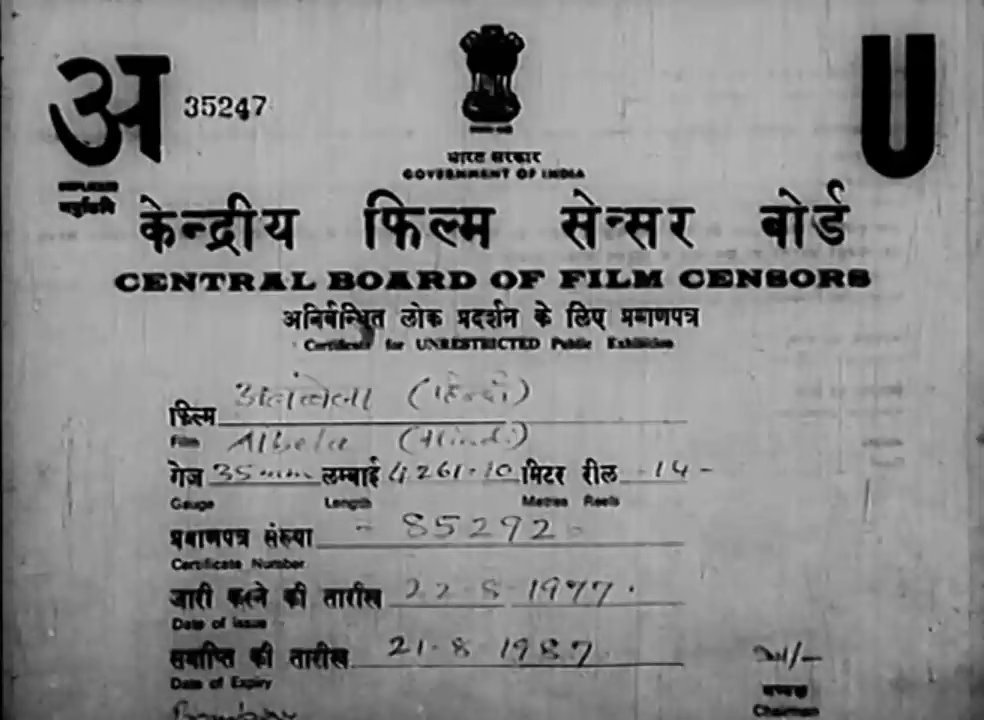 अ 35247 U
भारत सरकार
GOVERNMENT OF INDIA
केन्द्रीय फिल्म सेन्सर बोर्ड
CENTRAL BOARD OF FILM CENSORS
अनिर्बन्धित लोक प्रदर्शन के लिए प्रमाणपत्र
Certificate for UNRESTRICTED Public Exhibition
फिल्म अलबेला (हिन्दी)
Film Albela (Hindi)
गेज 35mm लम्बाई 4261.10 मिटर रील -14-
Gauge Length Metres Reels
प्रमाणपत्र संख्या - 85292 -
Certificate Number
जारी करने की तारीख 22-8-1977.
Date of issue
समाप्ति की तारीख 21.8.1987
Date of Expiry
अध्यक्ष
Bombay Chairman